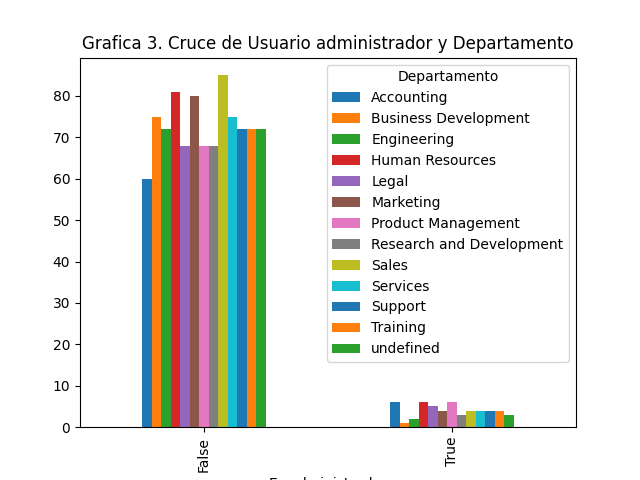 Grafica 3. Cruce de Usuario administrador y Departamento
Departamento
Accounting
Business Development
Engineering
Human Resources
Legal
Marketing
Product Management
Research and Development
Sales
Services
Support
Training
undefined
80
70
60
50
40
30
20
10
0
False
True